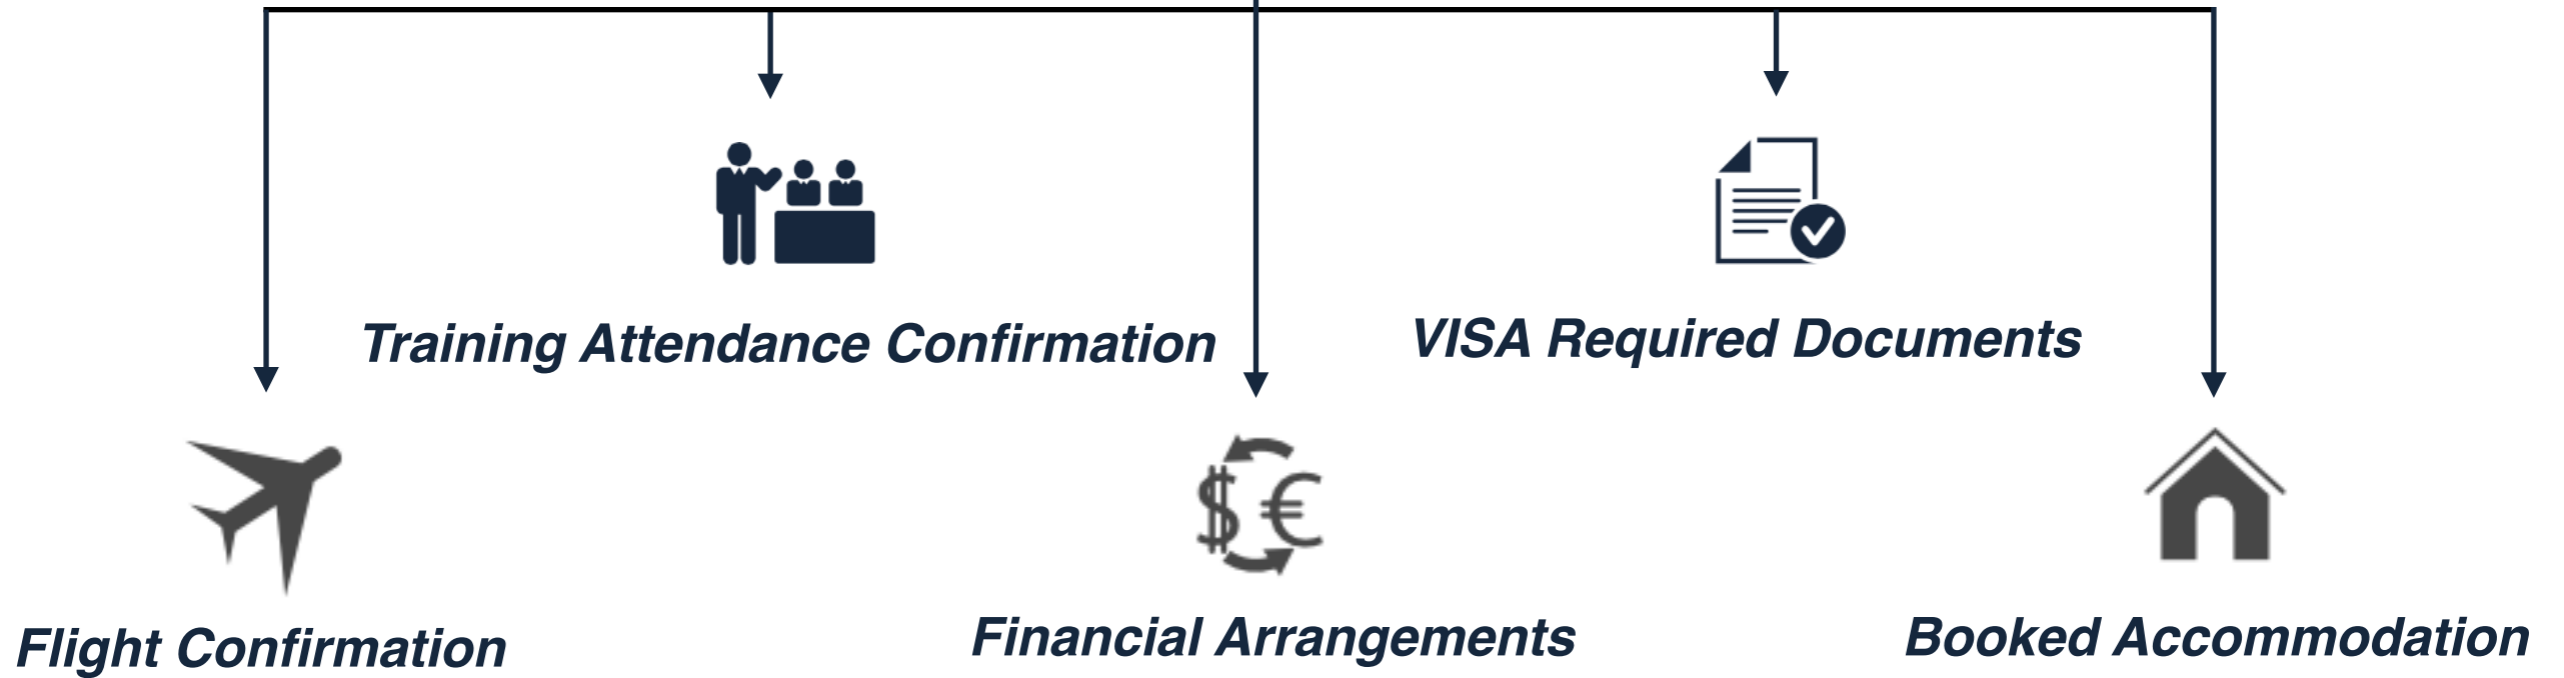 Training Attendance Confirmation
VISA Required Documents
Flight Confirmation
Financial Arrangements
Booked Accommodation